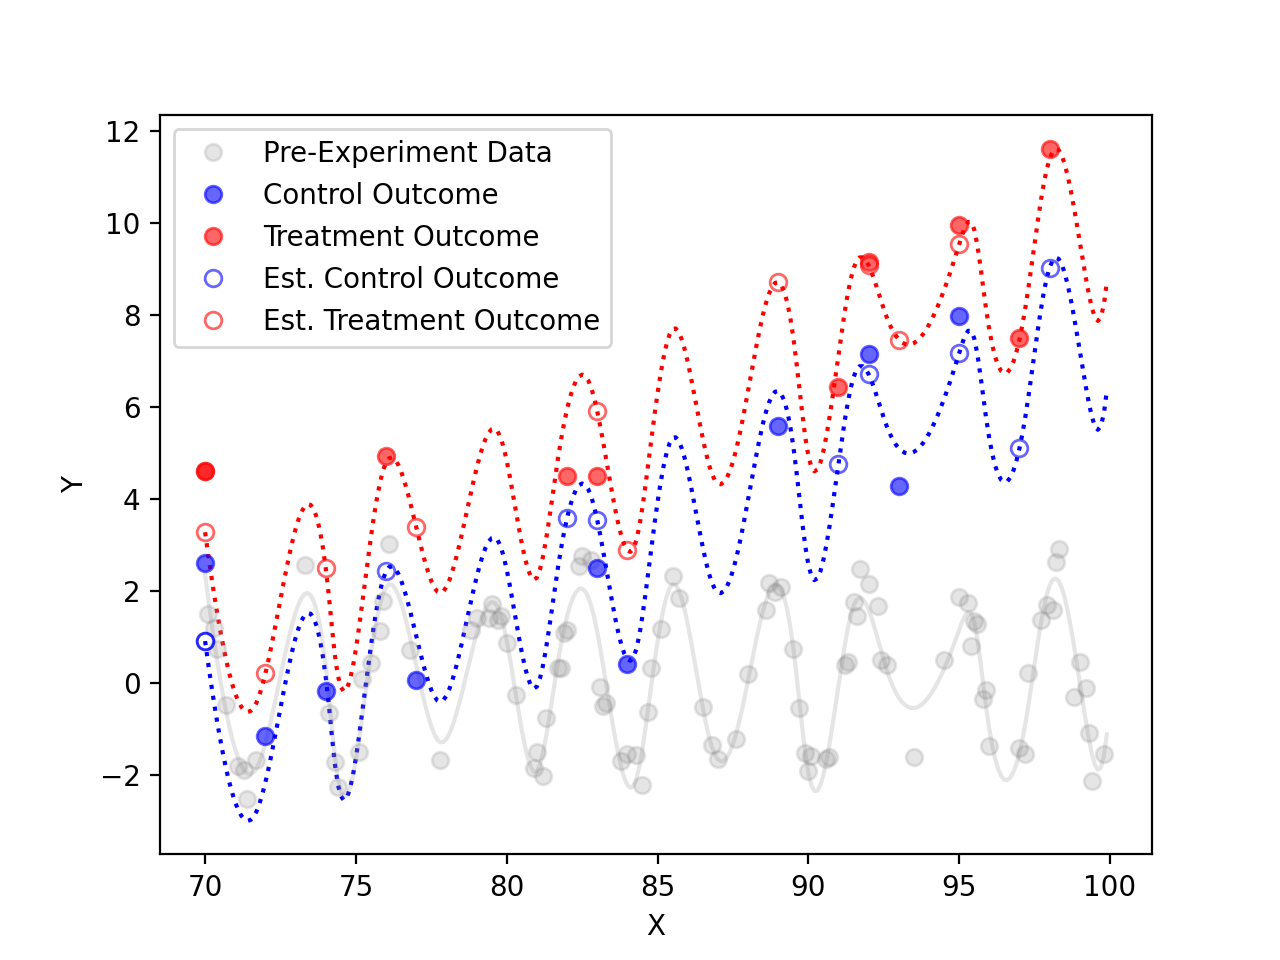 12
10
8
6
4
2
0
−2
Y
Pre-Experiment Data
Control Outcome
Treatment Outcome
Est. Control Outcome
Est. Treatment Outcome
70 75 80 85 90 95 100
X